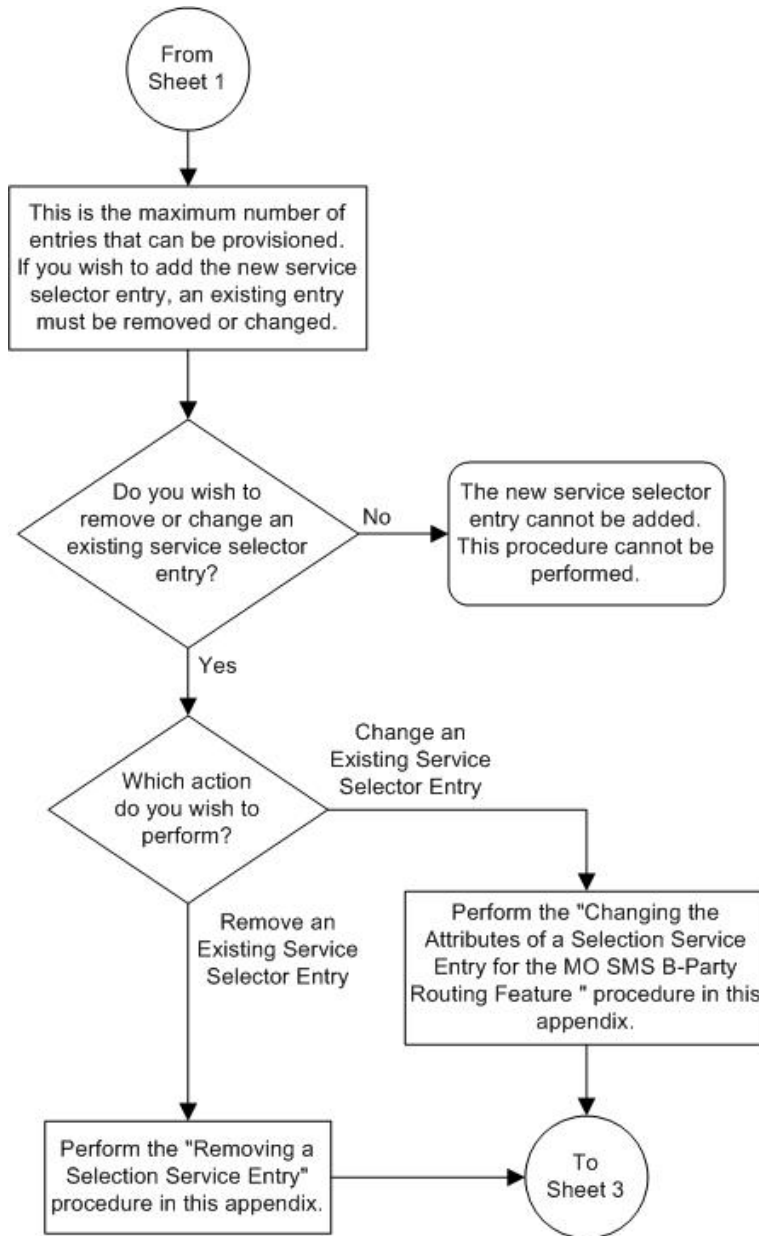 From
Sheet 1
This is the maximum number of
entries that can be provisioned.
If you wish to add the new service
selector entry, an existing entry
must be removed or changed.
Do you wish to
remove or change an
existing service selector
entry?
No
The new service selector
entry cannot be added.
This procedure cannot be
performed.
Yes
Which action
do you wish to
perform?
Change an
Existing Service
Selector Entry
Remove an
Existing Service
Selector Entry
Perform the "Changing the
Attributes of a Selection Service
Entry for the MO SMS B-Party
Routing Feature " procedure in this
appendix.
Perform the "Removing a
Selection Service Entry"
procedure in this appendix.
To
Sheet 3